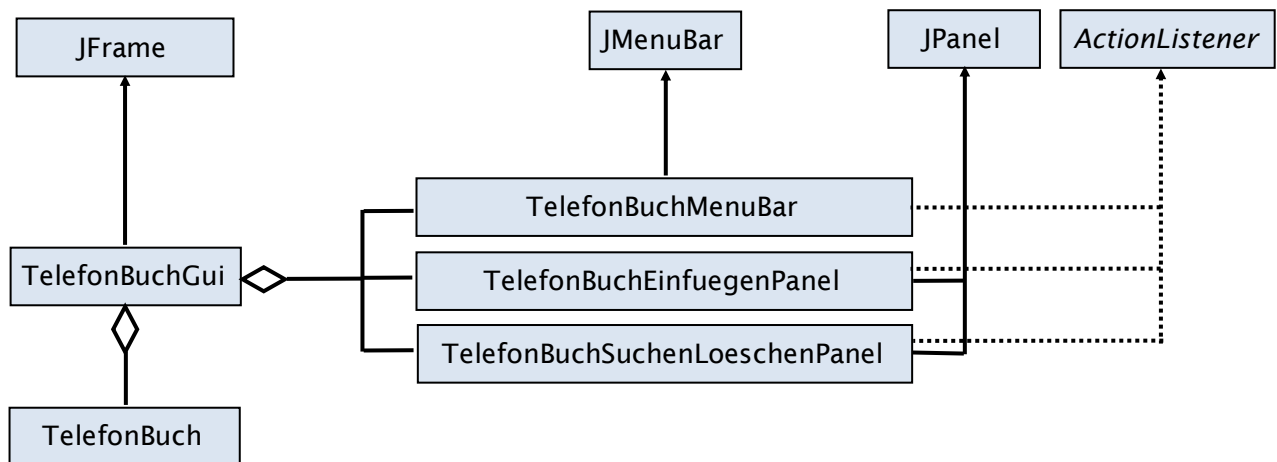 JFrame
JMenuBar
JPanel
ActionListener
TelefonBuchMenuBar
TelefonBuchGui
TelefonBuchEinfuegenPanel
TelefonBuchSuchenLoeschenPanel
TelefonBuch